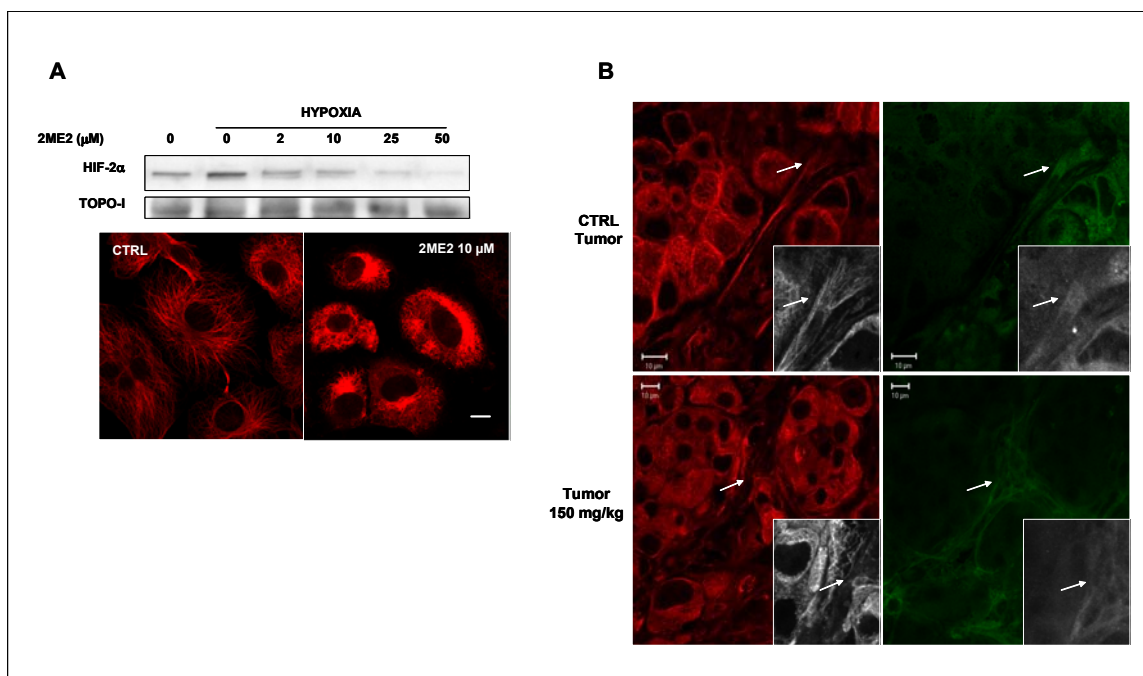 A
HYPOXIA
2ME2 (µM) 0 0 2 10 25 50
HIF-2α
TOPO-I
CTRL
2ME2 10 µM
B
CTRL
Tumor
10 µm
10 µm
Tumor
150 mg/kg
10 µm
10 µm